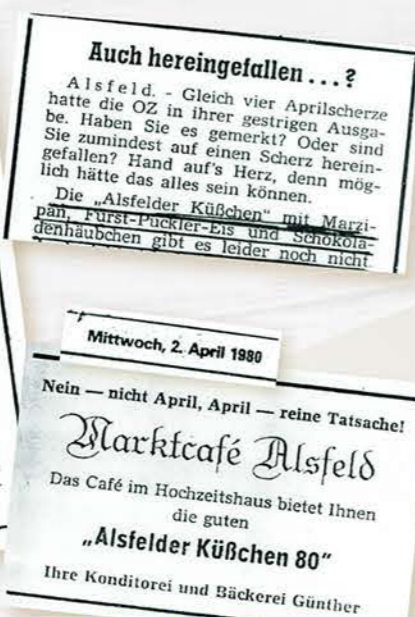 Auch hereingefallen . . . ?
Alsfeld. - Gleich vier Aprilscherze
hatte die OZ in ihrer gestrigen Ausga-
be. Haben Sie es gemerkt? Oder sind
Sie zumindest auf einen Scherz herein-
gefallen? Hand auf's Herz, denn mög-
lich hätte das alles sein können.
Die „Alsfelder Küßchen" mit Marzi-
pan, Fürst-Pückler-Eis und Schokola-
denhäubchen gibt es leider noch nicht
Mittwoch, 2. April 1980
Nein — nicht April, April — reine Tatsache!
Marktcafé Alsfeld
Das Café im Hochzeitshaus bietet Ihnen
die guten
„Alsfelder Küßchen 80"
Ihre Konditorei und Bäckerei Günther